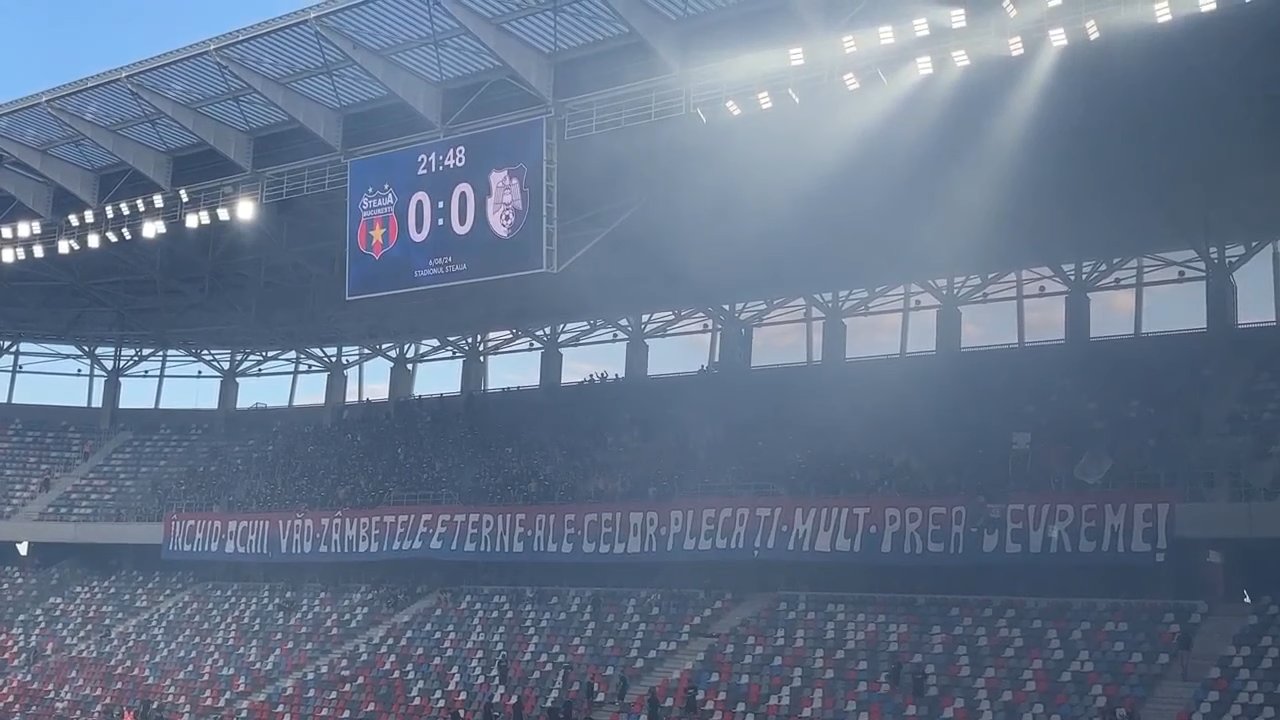 21:48
STEAUA
BUCUREȘTI
0:0
6/08/24
STADIONUL STEAUA
ÎNCHID·OCHII, VĂD·ZÂMBETELE·ETERNE·ALE·CELOR·PLECAȚI·MULT·PREA·DEVREME!